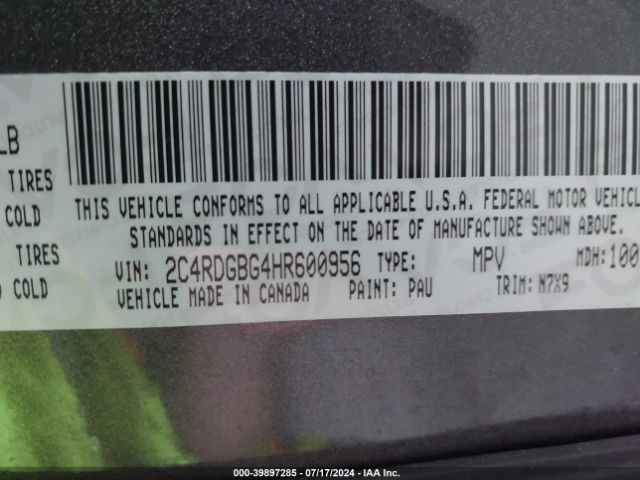 LB
TIRES
COLD
TIRES
COLD
THIS VEHICLE CONFORMS TO ALL APPLICABLE U.S.A. FEDERAL MOTOR VEHICL
STANDARDS IN EFFECT ON THE DATE OF MANUFACTURE SHOWN ABOVE.
VIN: 2C4RDGBG4HR600956 TYPE: MPV MDH:100
VEHICLE MADE IN CANADA PAINT: PAU TRIM: N7X9
000-39897285 - 07/17/2024 - IAA Inc.